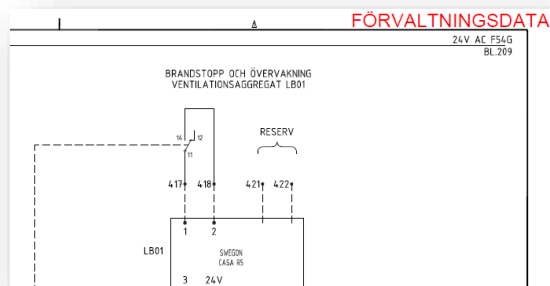 FÖRVALTNINGSDATA
24V AC F54G
BL.209
BRANDSTOPP OCH ÖVERVAKNING
VENTILATIONSAGGREGAT LB01
14 12
11
RESERV
417 418 421 422
1 2
LB01
SWEGON
CASA R5
3 24V